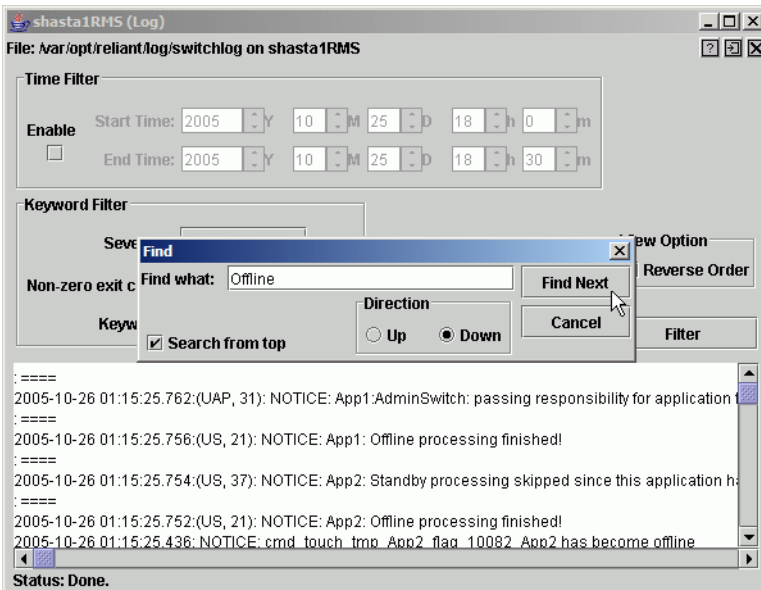 shasta1RMS (Log)
File: /var/opt/reliant/log/switchlog on shasta1RMS
Time Filter
Enable
Start Time: 2005 Y 10 M 25 D 18 h 0 m
End Time: 2005 Y 10 M 25 D 18 h 30 m
Keyword Filter
Non-zero exit
View Option
Reverse Order
Filter
Find
Find what: Offline
Find Next
Direction
Up Down
Cancel
Search from top
: ====
2005-10-26 01:15:25.762:(UAP, 31): NOTICE: App1:AdminSwitch: passing responsibility for application
: ====
2005-10-26 01:15:25.756:(US, 21): NOTICE: App1: Offline processing finished!
: ====
2005-10-26 01:15:25.754:(US, 37): NOTICE: App2: Standby processing skipped since this application
: ====
2005-10-26 01:15:25.752:(US, 21): NOTICE: App2: Offline processing finished!
2005-10-26 01:15:25.436: NOTICE: cmd_touch_tmp_App2_flag_10082_App2 has become offline
Status: Done.